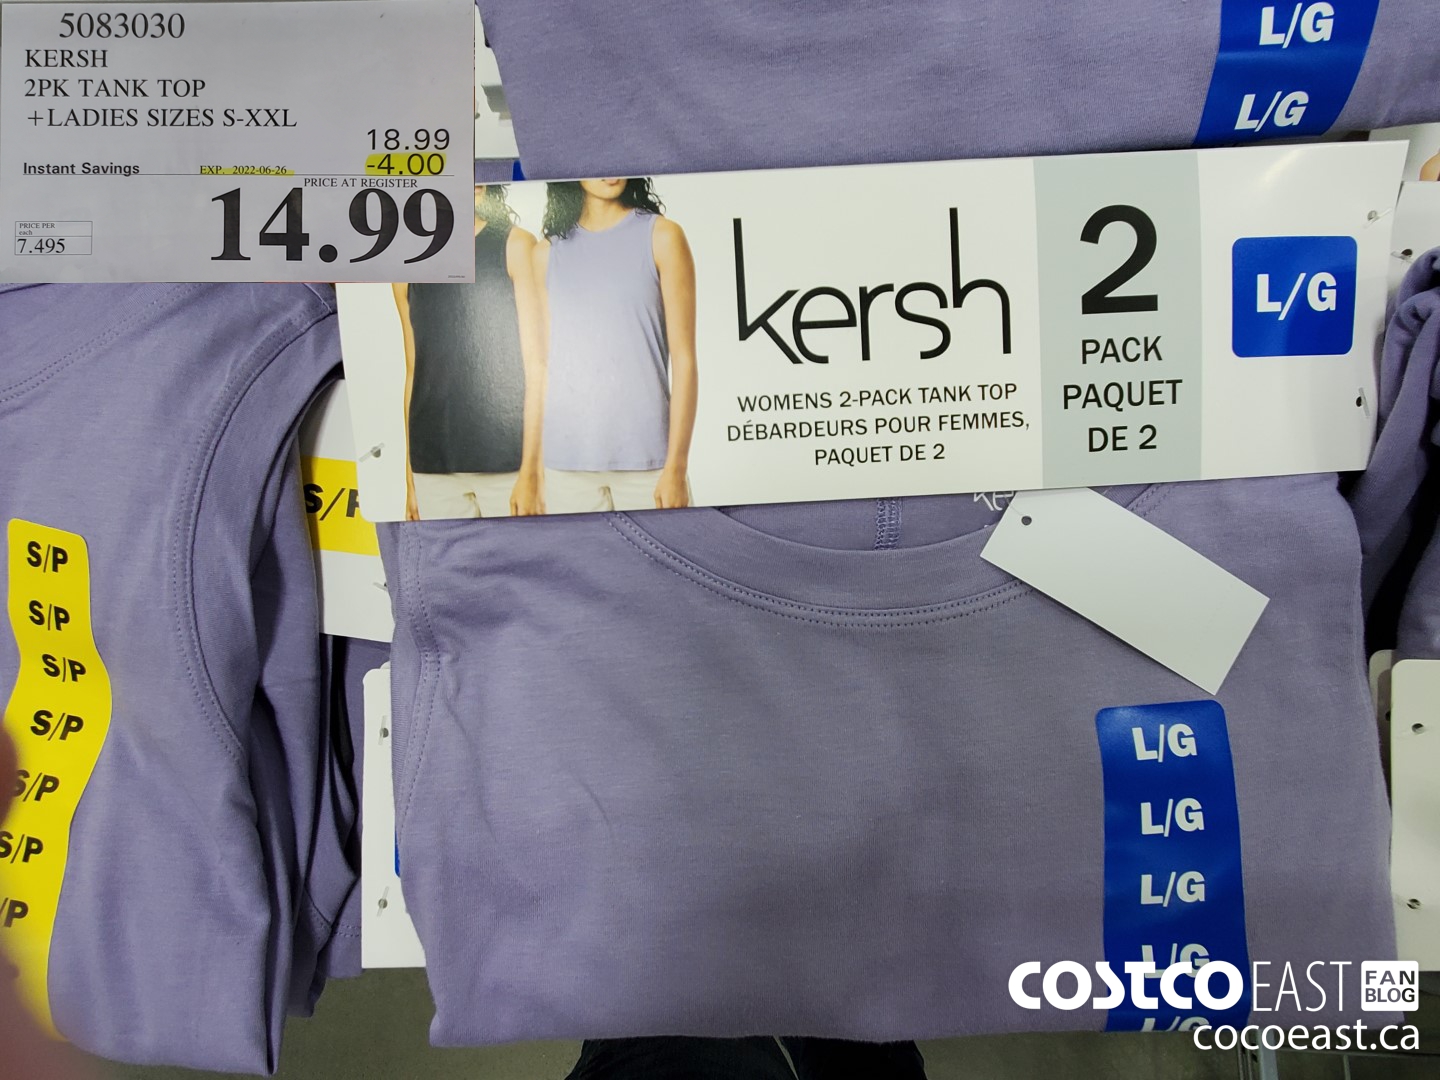 5083030
KERSH
2PK TANK TOP
+LADIES SIZES S-XXL
18.99
Instant Savings EXP. 2022-06-26 -4.00
PRICE AT REGISTER
14.99
PRICE PER
each
7.495
L/G
L/G
kersh
WOMENS 2-PACK TANK TOP
DÉBARDEURS POUR FEMMES,
PAQUET DE 2
2
PACK
PAQUET
DE 2
L/G
S/P
S/P
S/P
S/P
S/P
S/P
S/P
/P
L/G
L/G
L/G
L/G
L/G
COSTCO EAST FAN BLOG
cocoeast.ca